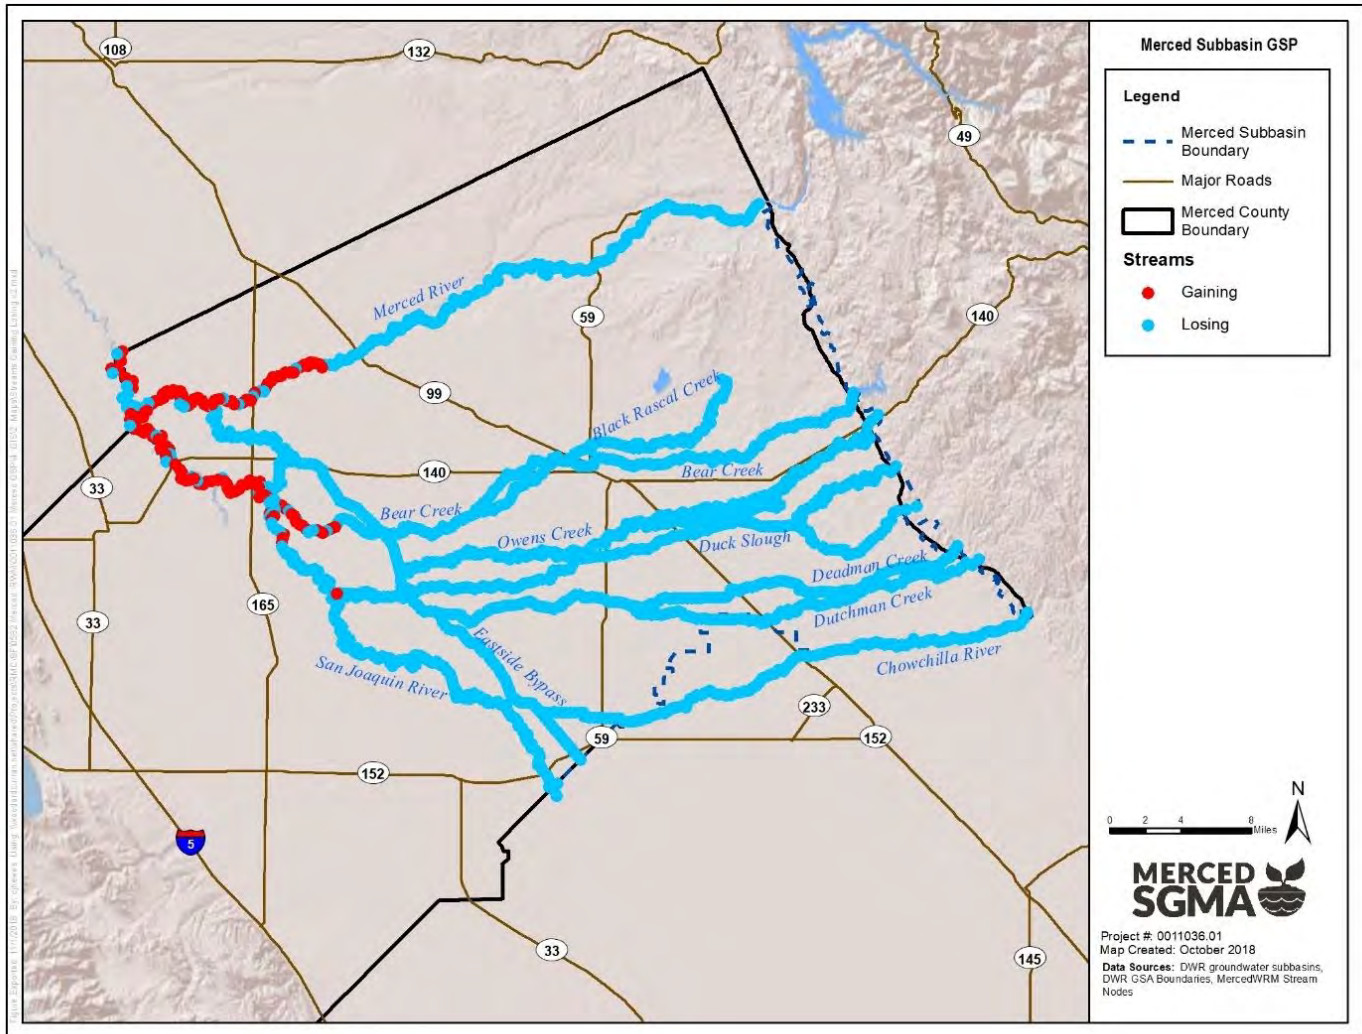 Merced Subbasin GSP
Legend
Merced Subbasin
Boundary
Major Roads
Merced County
Boundary
Streams
Gaining
Losing
108
132
49
140
59
99
33
140
33
165
233
152
59
152
5
33
145
Merced River
Black Rascal Creek
Bear Creek
Bear Creek
Owens Creek
Duck Slough
Deadman Creek
Dutchman Creek
Eastside Bypass
San Joaquin River
Chowchilla River
N
0 2 4 8
Miles
MERCED
SGMA
Project #: 0011036.01
Map Created: October 2018
Data Sources: DWR groundwater subbasins,
DWR GSA Boundaries, MercedWRM Stream
Nodes